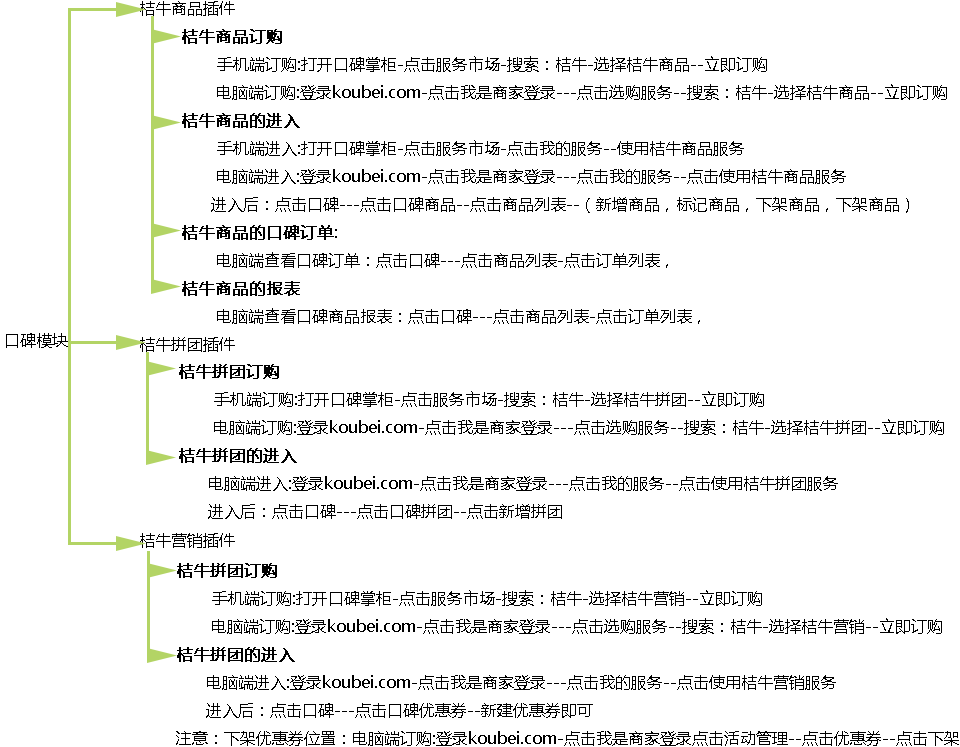 桔牛商品插件
桔牛商品订购
手机端订购:打开口碑掌柜-点击服务市场-搜索：桔牛-选择桔牛商品--立即订购
电脑端订购:登录koubei.com-点击我是商家登录---点击选购服务--搜索：桔牛-选择桔牛商品--立即订购
桔牛商品的进入
手机端进入:打开口碑掌柜-点击服务市场-点击我的服务--使用桔牛商品服务
电脑端进入:登录koubei.com-点击我是商家登录---点击我的服务--点击使用桔牛商品服务
进入后：点击口碑---点击口碑商品--点击商品列表--（新增商品，标记商品，下架商品，下架商品）
桔牛商品的口碑订单:
电脑端查看口碑订单：点击口碑---点击商品列表-点击订单列表，
桔牛商品的报表
电脑端查看口碑商品报表：点击口碑---点击商品列表-点击订单列表，
口碑模块
桔牛拼团插件
桔牛拼团订购
手机端订购:打开口碑掌柜-点击服务市场-搜索：桔牛-选择桔牛拼团--立即订购
电脑端订购:登录koubei.com-点击我是商家登录---点击选购服务--搜索：桔牛-选择桔牛拼团--立即订购
桔牛拼团的进入
电脑端进入:登录koubei.com-点击我是商家登录---点击我的服务--点击使用桔牛拼团服务
进入后：点击口碑---点击口碑拼团--点击新增拼团
桔牛营销插件
桔牛拼团订购
手机端订购:打开口碑掌柜-点击服务市场-搜索：桔牛-选择桔牛营销--立即订购
电脑端订购:登录koubei.com-点击我是商家登录---点击选购服务--搜索：桔牛-选择桔牛营销--立即订购
桔牛拼团的进入
电脑端进入:登录koubei.com-点击我是商家登录---点击我的服务--点击使用桔牛营销服务
进入后：点击口碑---点击口碑优惠券--新建优惠券即可
注意：下架优惠券位置：电脑端订购:登录koubei.com-点击我是商家登录点击活动管理--点击优惠券--点击下架